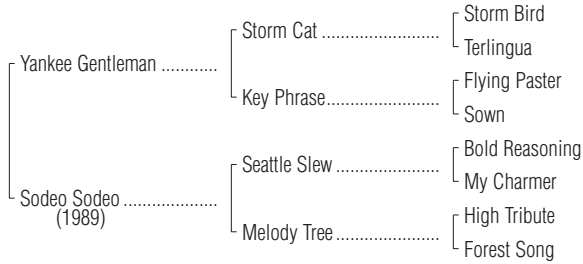 Storm Bird
Storm Cat ........................
Terlingua
Yankee Gentleman ...........
Flying Paster
Key Phrase.......................
Sown
Bold Reasoning
Seattle Slew .....................
My Charmer
Sodeo Sodeo ..................
(1989)
High Tribute
Melody Tree .....................
Forest Song